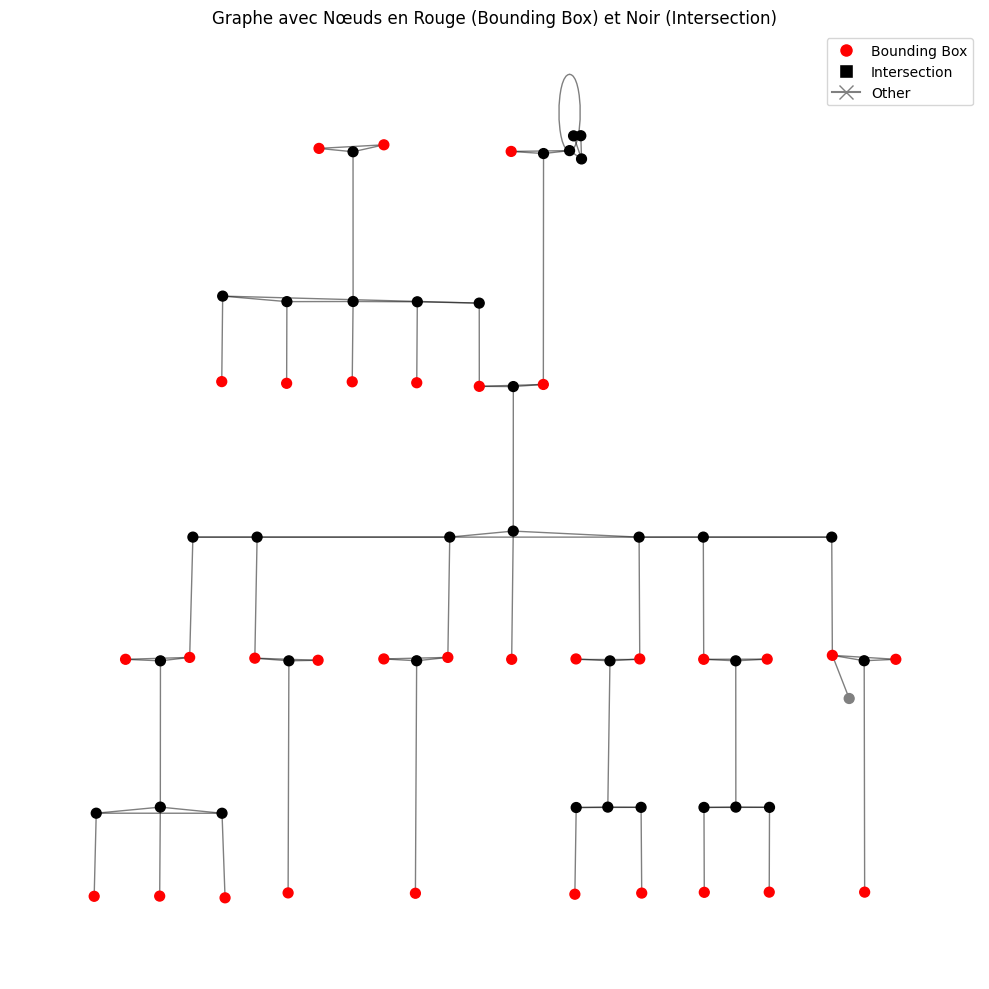 Graphe avec Nœuds en Rouge (Bounding Box) et Noir (Intersection)
Bounding Box
Intersection
Other